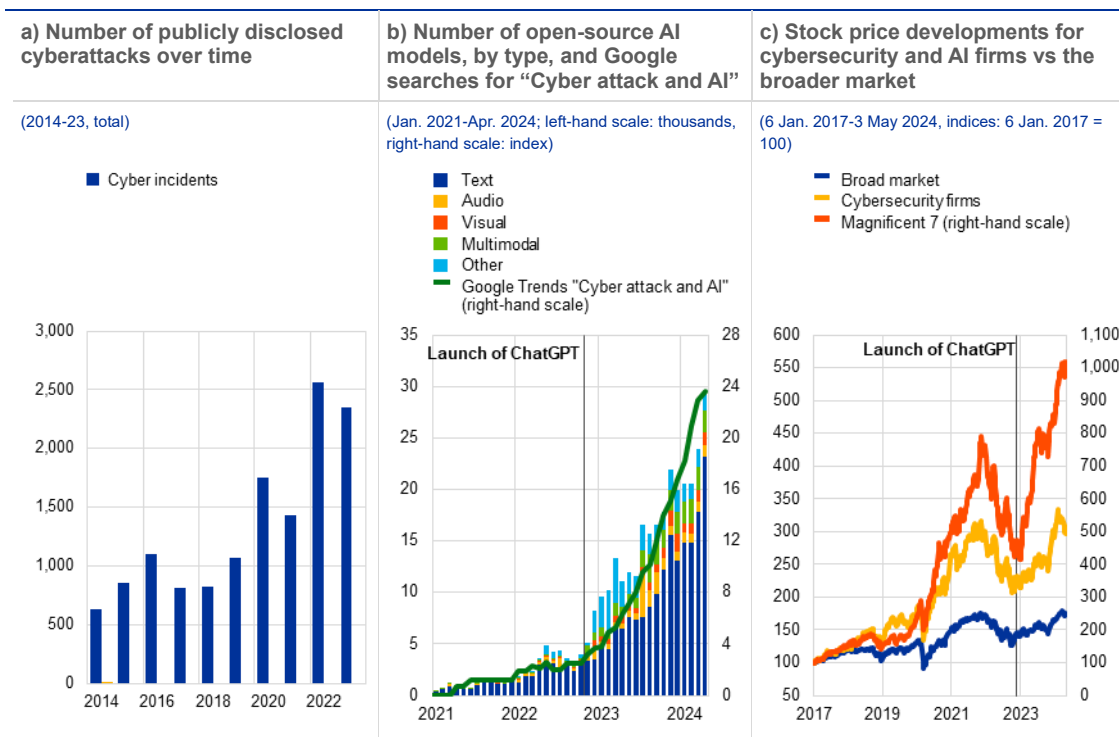 a) Number of publicly disclosed
cyberattacks over time
(2014-23, total)
Cyber incidents
3,000
2,500
2,000
1,500
1,000
500
0
2014 2016 2018 2020 2022
b) Number of open-source AI
models, by type, and Google
searches for “Cyber attack and AI”
(Jan. 2021-Apr. 2024; left-hand scale: thousands,
right-hand scale: index)
Text
Audio
Visual
Multimodal
Other
Google Trends "Cyber attack and AI"
(right-hand scale)
35 28
Launch of ChatGPT
30 24
25 20
20 16
15 12
10 8
5 4
0 0
2021 2022 2023 2024
c) Stock price developments for
cybersecurity and AI firms vs the
broader market
(6 Jan. 2017-3 May 2024, indices: 6 Jan. 2017 =
100)
Broad market
Cybersecurity firms
Magnificent 7 (right-hand scale)
600 1,100
Launch of ChatGPT
550 1,000
500 900
450 800
400 700
350 600
300 500
250 400
200 300
150 200
100 100
50 0
2017 2019 2021 2023